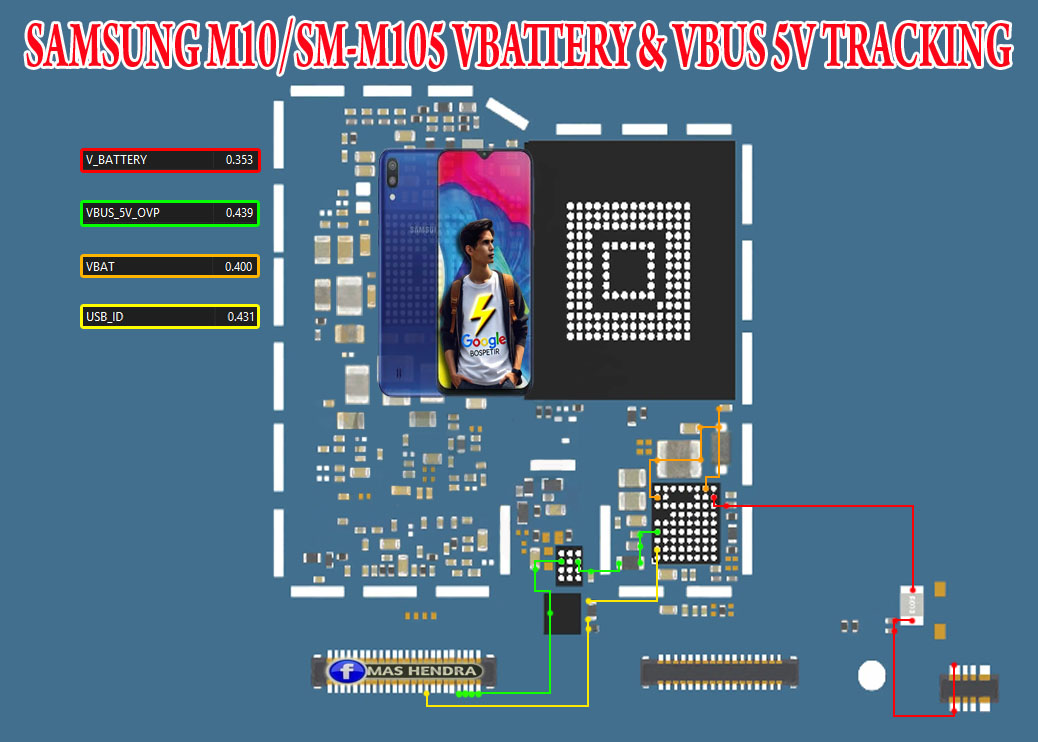 SAMSUNG M10/SM-M105 VBATTERY & VBUS 5V TRACKING
V_BATTERY 0.353
VBUS_5V_OVP 0.439
VBAT 0.400
USB_ID 0.431
SAMSUNG
Google
BOSPETIR
f MAS HENDRA